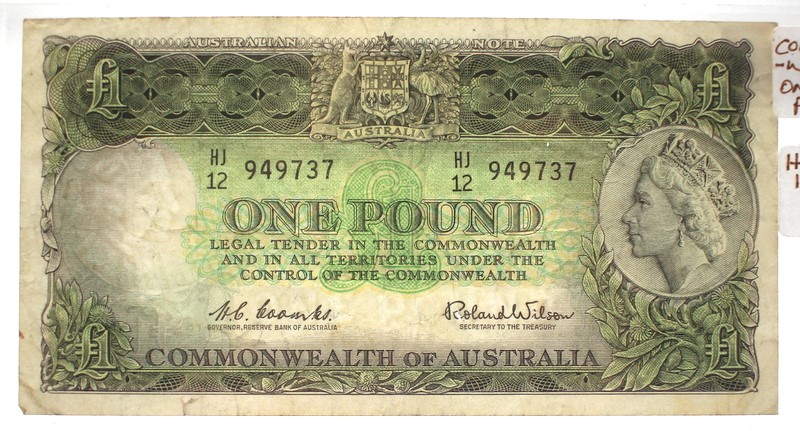 AUSTRALIAN NOTE
£1 £1
AUSTRALIA
HJ 12 949737 HJ 12 949737
ONE POUND
LEGAL TENDER IN THE COMMONWEALTH
AND IN ALL TERRITORIES UNDER THE
CONTROL OF THE COMMONWEALTH
H.C. Coombs. Roland Wilson
GOVERNOR, RESERVE BANK OF AUSTRALIA SECRETARY TO THE TREASURY
£1 £1
COMMONWEALTH OF AUSTRALIA